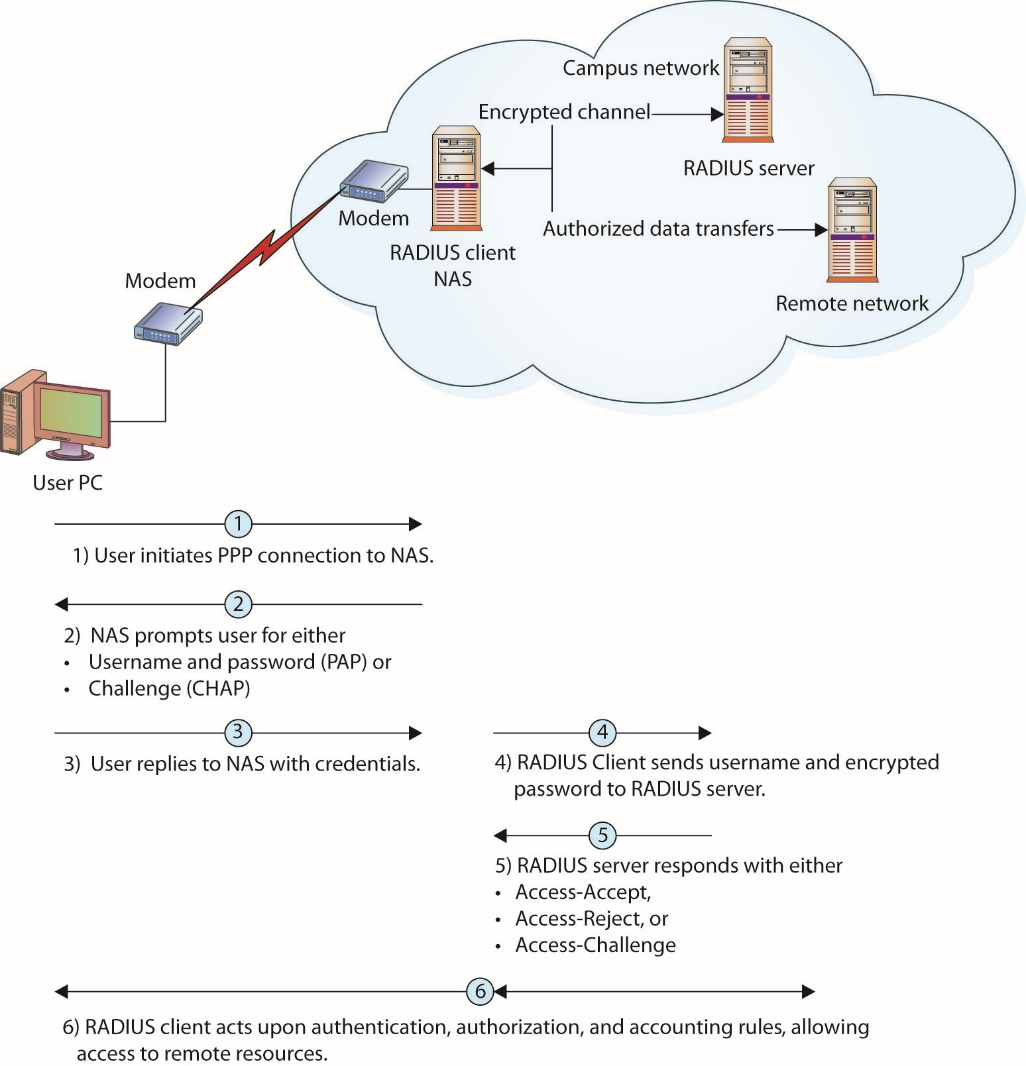 Campus network
Encrypted channel
RADIUS server
Modem
Authorized data transfers
RADIUS client
NAS
Modem
Remote network
User PC
1
1) User initiates PPP connection to NAS.
2
2) NAS prompts user for either
• Username and password (PAP) or
• Challenge (CHAP)
3
3) User replies to NAS with credentials.
4
4) RADIUS Client sends username and encrypted
password to RADIUS server.
5
5) RADIUS server responds with either
• Access-Accept,
• Access-Reject, or
• Access-Challenge
6
6) RADIUS client acts upon authentication, authorization, and accounting rules, allowing
access to remote resources.